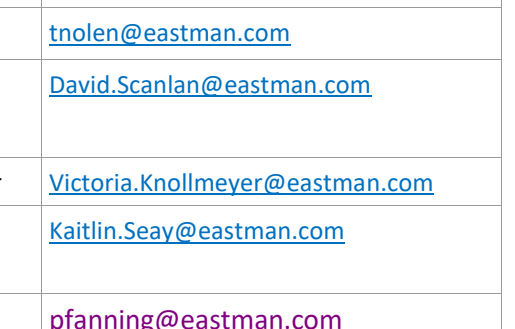 tnolen@eastman.com
David.Scanlan@eastman.com
Victoria.Knollmeyer@eastman.com
Kaitlin.Seay@eastman.com
pfanning@eastman.com